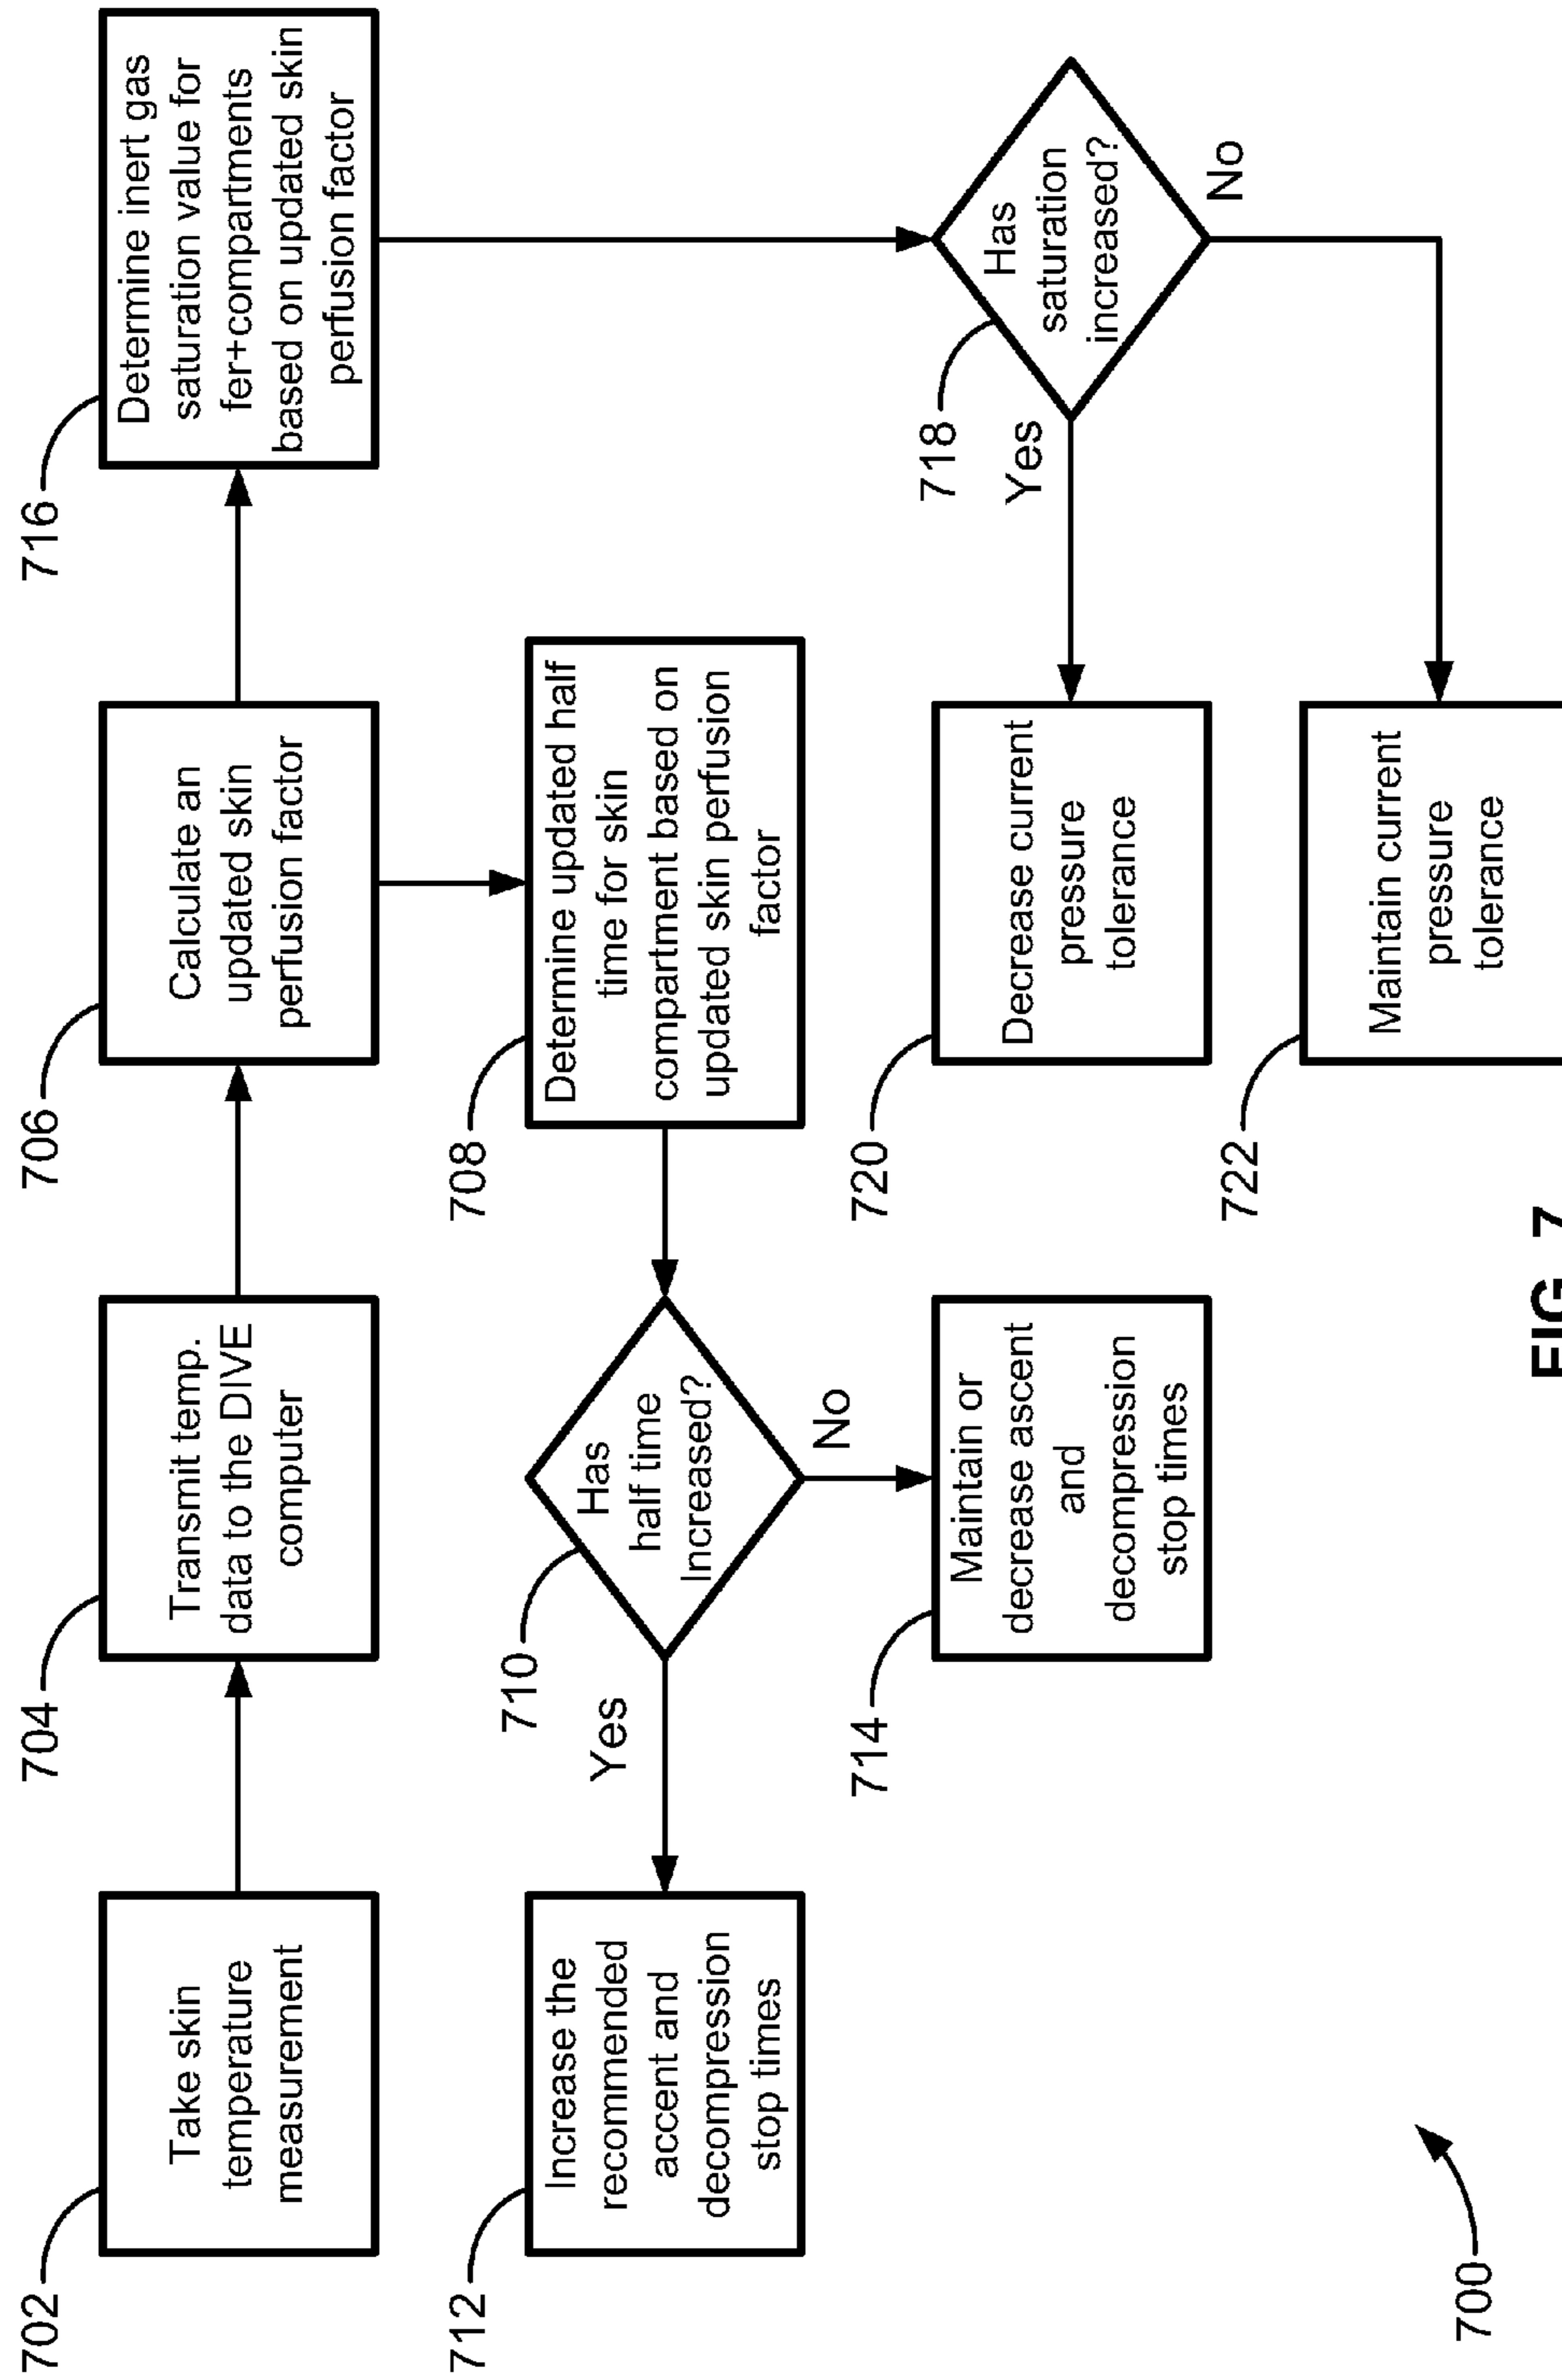 702
Take skin
temperature
measurement
704
Transmit temp.
data to the DIVE
computer
706
Calculate an
updated skin
perfusion factor
716
Determine inert gas
saturation value for
fer+compartments
based on updated skin
perfusion factor
712
Increase the
recommended
accent and
decompression
stop times
Yes
710
Has
half time
Increased?
No
708
Determine updated half
time for skin
compartment based on
updated skin perfusion
factor
714
Maintain or
decrease ascent
and
decompression
stop times
720
Decrease current
pressure
tolerance
Yes
718
Has
saturation
increased?
No
722
Maintain current
pressure
tolerance
700
FIG. 7